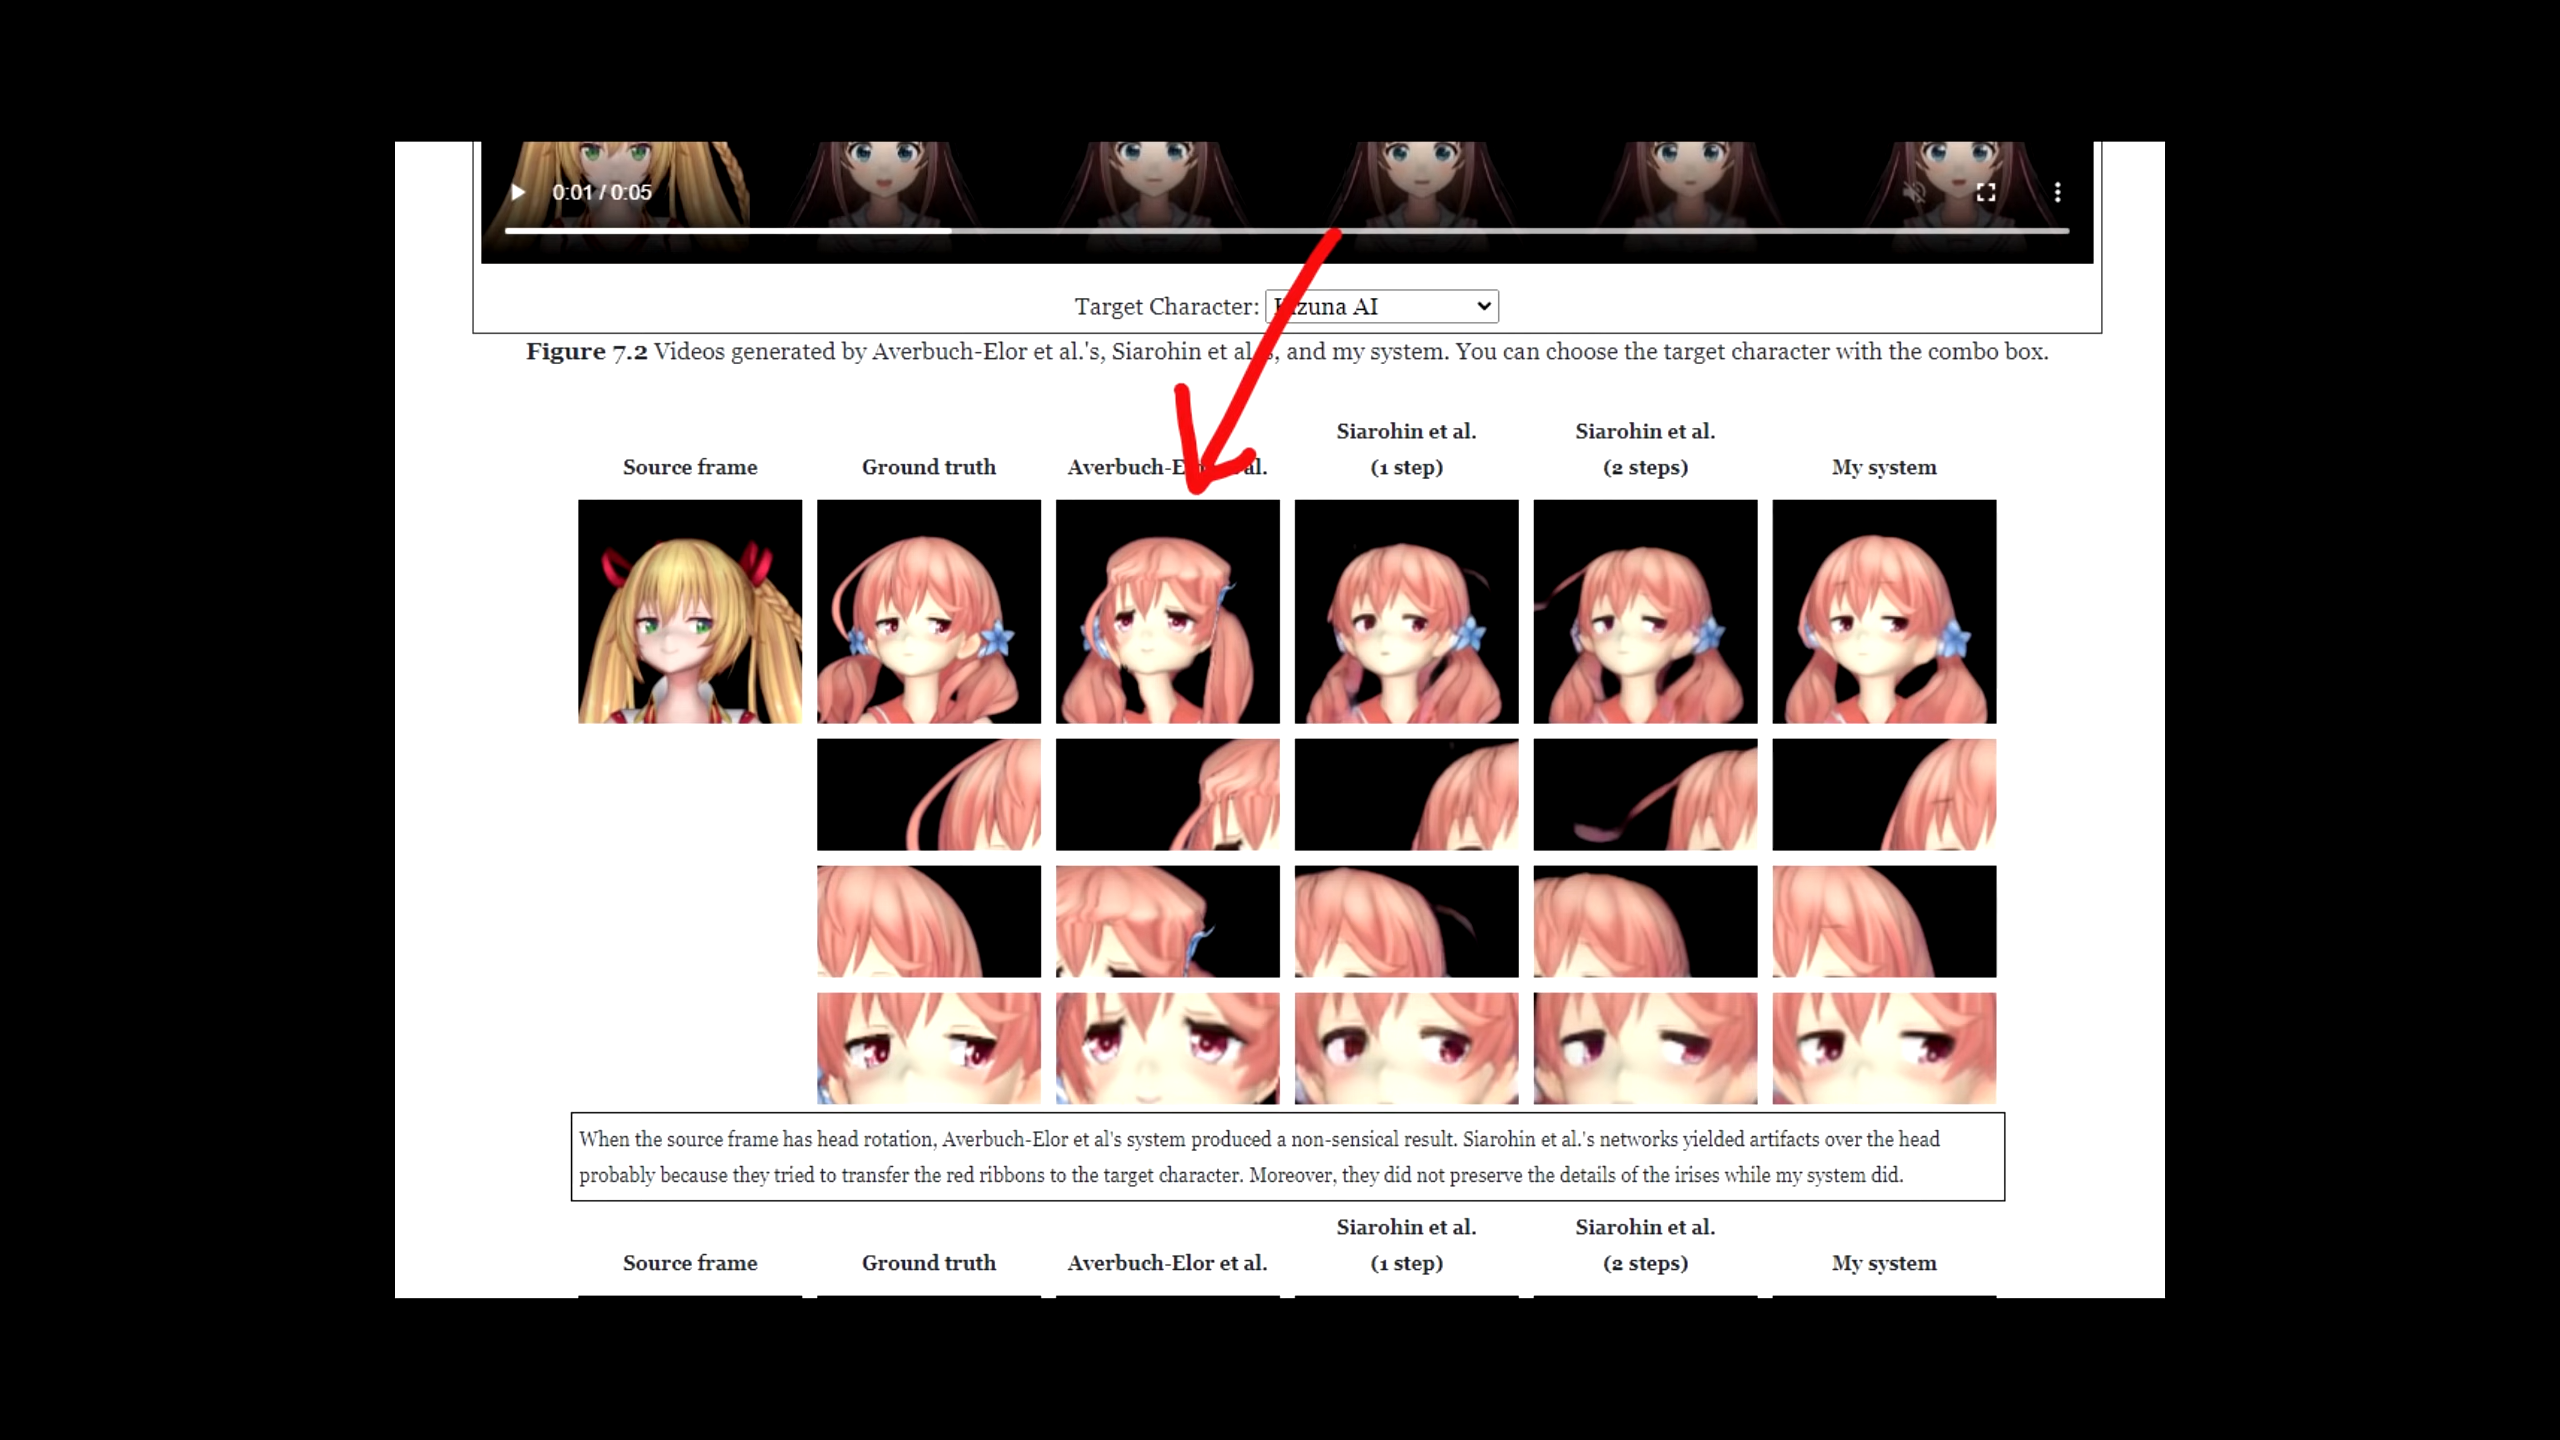 0:01 / 0:05
Target Character: Kizuna AI
Figure 7.2 Videos generated by Averbuch-Elor et al.'s, Siarohin et al.'s, and my system. You can choose the target character with the combo box.
Source frame Ground truth Averbuch-Elor et al. Siarohin et al. (1 step) Siarohin et al. (2 steps) My system
When the source frame has head rotation, Averbuch-Elor et al's system produced a non-sensical result. Siarohin et al.'s networks yielded artifacts over the head
probably because they tried to transfer the red ribbons to the target character. Moreover, they did not preserve the details of the irises while my system did.
Source frame Ground truth Averbuch-Elor et al. Siarohin et al. (1 step) Siarohin et al. (2 steps) My system